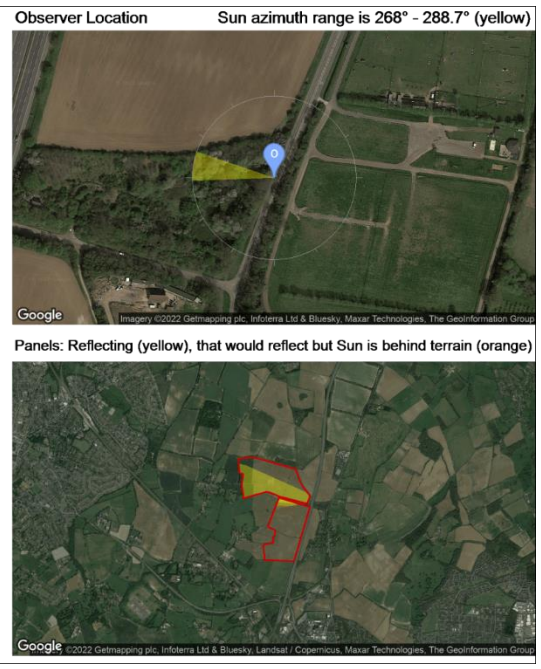 Observer Location
Sun azimuth range is 268° - 288.7° (yellow)
O
Google
Imagery ©2022 Getmapping plc, Infoterra Ltd & Bluesky, Maxar Technologies, The GeoInformation Group
Panels: Reflecting (yellow), that would reflect but Sun is behind terrain (orange)
Google
©2022 Getmapping plc, Infoterra Ltd & Bluesky, Landsat / Copernicus, Maxar Technologies, The GeoInformation Group